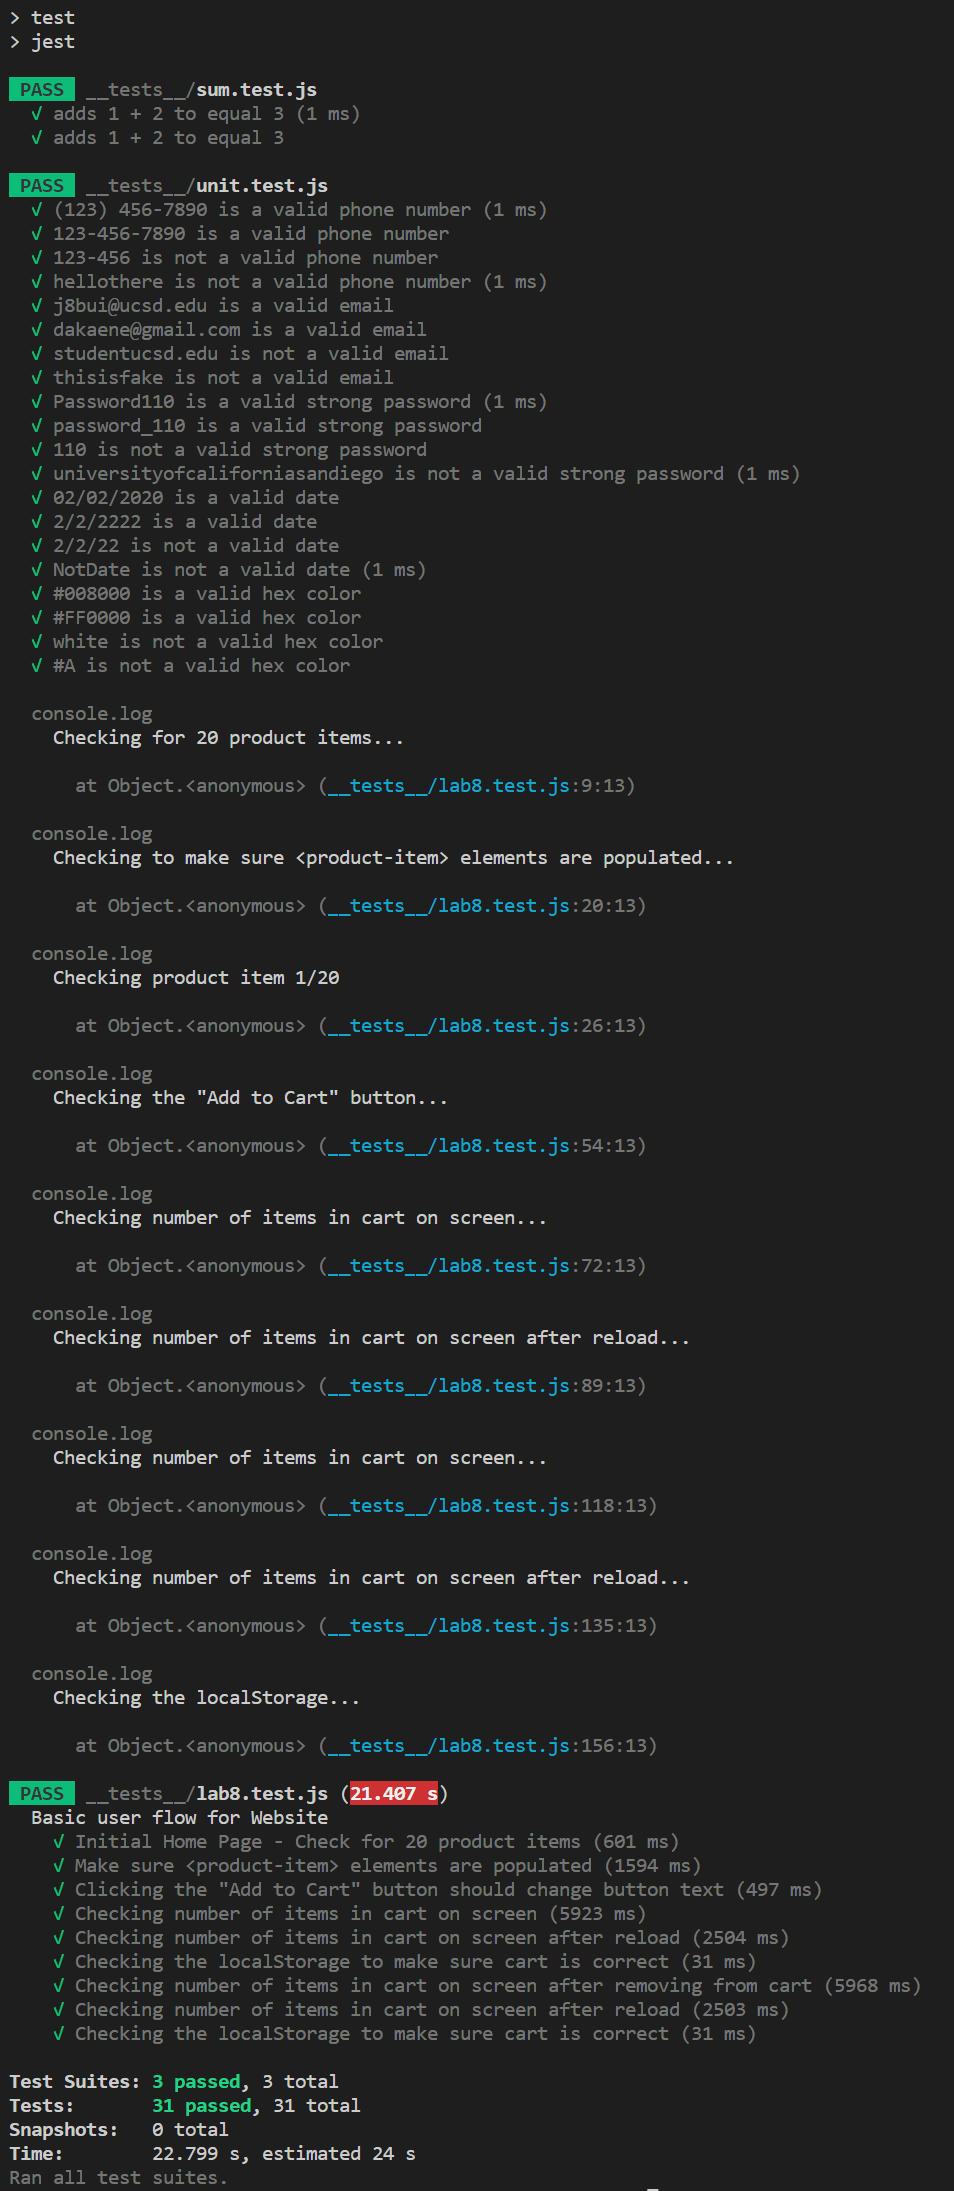 > test
> jest
PASS __tests__/sum.test.js
√ adds 1 + 2 to equal 3 (1 ms)
√ adds 1 + 2 to equal 3
PASS __tests__/unit.test.js
√ (123) 456-7890 is a valid phone number (1 ms)
√ 123-456-7890 is a valid phone number
√ 123-456 is not a valid phone number
√ hellothere is not a valid phone number (1 ms)
√ j8bui@ucsd.edu is a valid email
√ dakaene@gmail.com is a valid email
√ studentucsd.edu is not a valid email
√ thisisfake is not a valid email
√ Password110 is a valid strong password (1 ms)
√ password_110 is a valid strong password
√ 110 is not a valid strong password
√ universityofcaliforniasandiego is not a valid strong password (1 ms)
√ 02/02/2020 is a valid date
√ 2/2/2222 is a valid date
√ 2/2/22 is not a valid date
√ NotDate is not a valid date (1 ms)
√ #008000 is a valid hex color
√ #FF0000 is a valid hex color
√ white is not a valid hex color
√ #A is not a valid hex color
console.log
Checking for 20 product items...
at Object.<anonymous> (__tests__/lab8.test.js:9:13)
console.log
Checking to make sure <product-item> elements are populated...
at Object.<anonymous> (__tests__/lab8.test.js:20:13)
console.log
Checking product item 1/20
at Object.<anonymous> (__tests__/lab8.test.js:26:13)
console.log
Checking the "Add to Cart" button...
at Object.<anonymous> (__tests__/lab8.test.js:54:13)
console.log
Checking number of items in cart on screen...
at Object.<anonymous> (__tests__/lab8.test.js:72:13)
console.log
Checking number of items in cart on screen after reload...
at Object.<anonymous> (__tests__/lab8.test.js:89:13)
console.log
Checking number of items in cart on screen...
at Object.<anonymous> (__tests__/lab8.test.js:118:13)
console.log
Checking number of items in cart on screen after reload...
at Object.<anonymous> (__tests__/lab8.test.js:135:13)
console.log
Checking the localStorage...
at Object.<anonymous> (__tests__/lab8.test.js:156:13)
PASS __tests__/lab8.test.js (21.407 s)
Basic user flow for Website
√ Initial Home Page - Check for 20 product items (601 ms)
√ Make sure <product-item> elements are populated (1594 ms)
√ Clicking the "Add to Cart" button should change button text (497 ms)
√ Checking number of items in cart on screen (5923 ms)
√ Checking number of items in cart on screen after reload (2504 ms)
√ Checking the localStorage to make sure cart is correct (31 ms)
√ Checking number of items in cart on screen after removing from cart (5968 ms)
√ Checking number of items in cart on screen after reload (2503 ms)
√ Checking the localStorage to make sure cart is correct (31 ms)
Test Suites: 3 passed, 3 total
Tests: 31 passed, 31 total
Snapshots: 0 total
Time: 22.799 s, estimated 24 s
Ran all test suites.